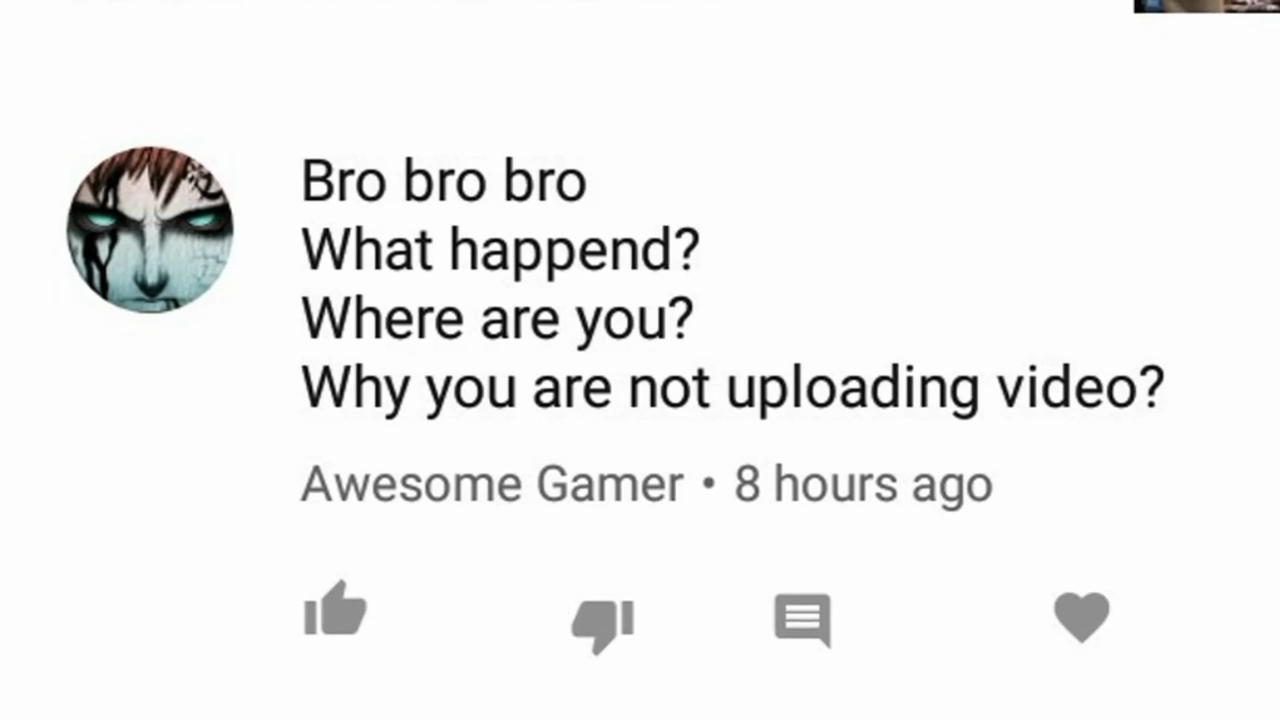 Bro bro bro
What happend?
Where are you?
Why you are not uploading video?
Awesome Gamer • 8 hours ago